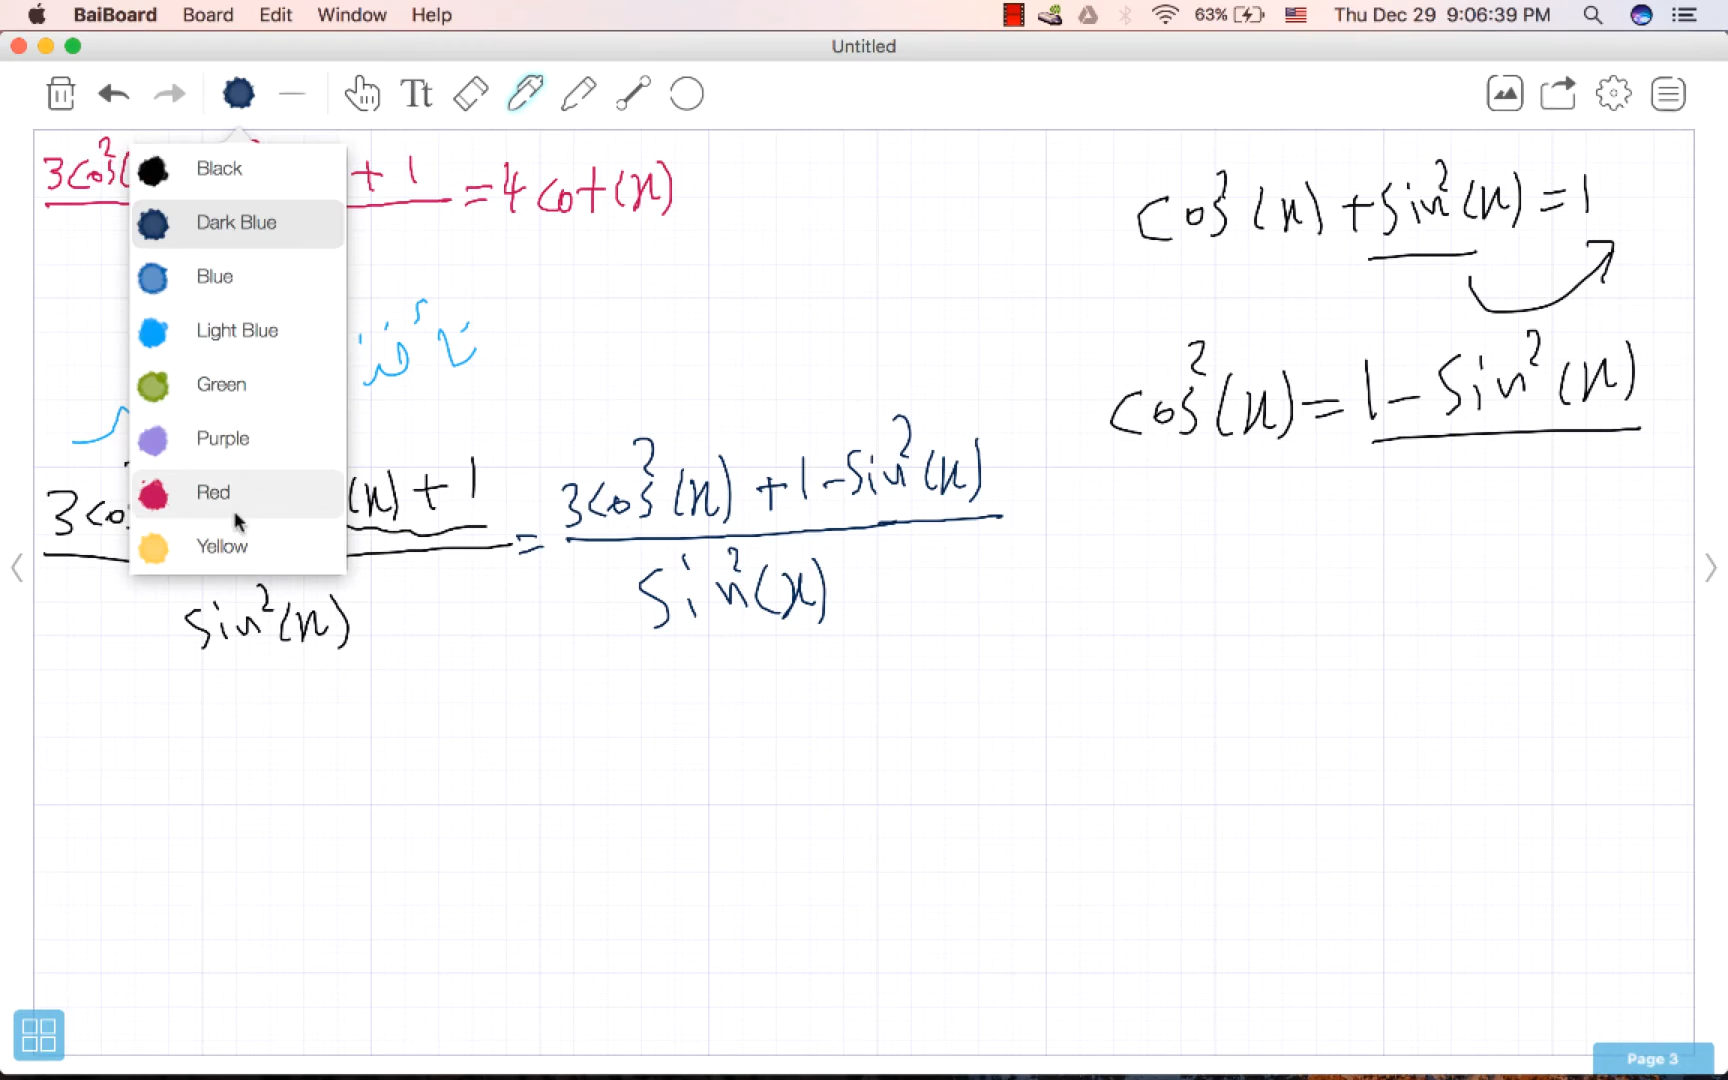 BaiBoard Board Edit Window Help 63% Thu Dec 29 9:06:39 PM
Untitled
Tt
Black
Dark Blue
Blue
Light Blue
Green
Purple
Red
Yellow
3cos²( + 1 = 4 cot(x)
cos²(x) + sin²(x) = 1
cos²(x) = 1 - sin²(x)
3co (x) + 1 = 3cos²(x) + 1 - sin²(x)
sin²(x) sin²(x)
Page 3